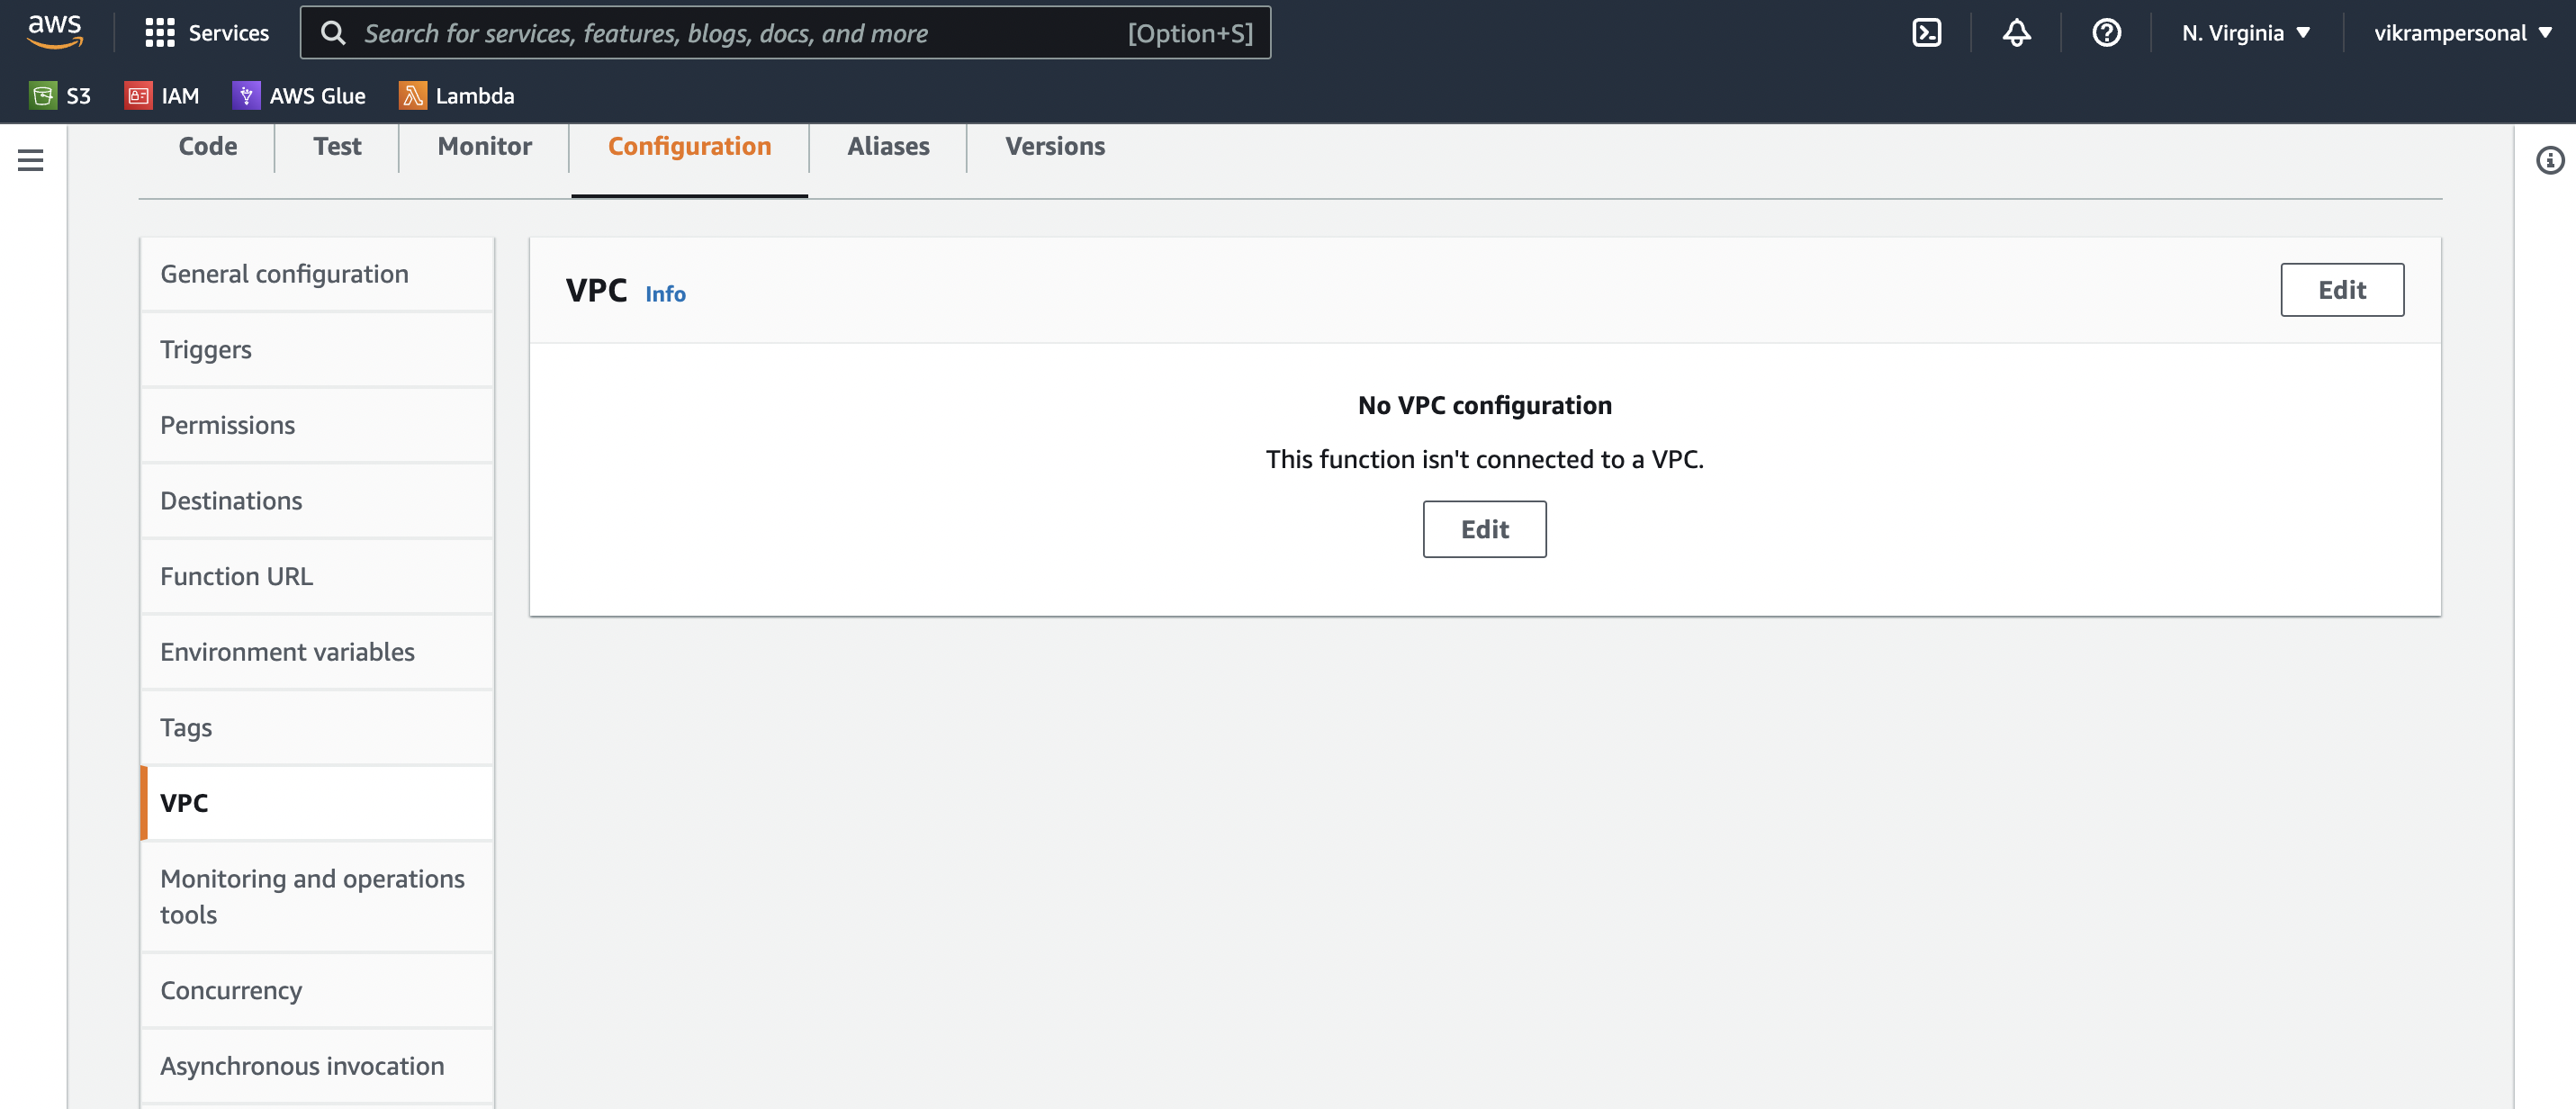 aws
Services
Search for services, features, blogs, docs, and more [Option+S]
N. Virginia
vikrampersonal
S3 IAM AWS Glue Lambda
Code Test Monitor Configuration Aliases Versions
General configuration
Triggers
Permissions
Destinations
Function URL
Environment variables
Tags
VPC
Monitoring and operations
tools
Concurrency
Asynchronous invocation
VPC Info
Edit
No VPC configuration
This function isn't connected to a VPC.
Edit